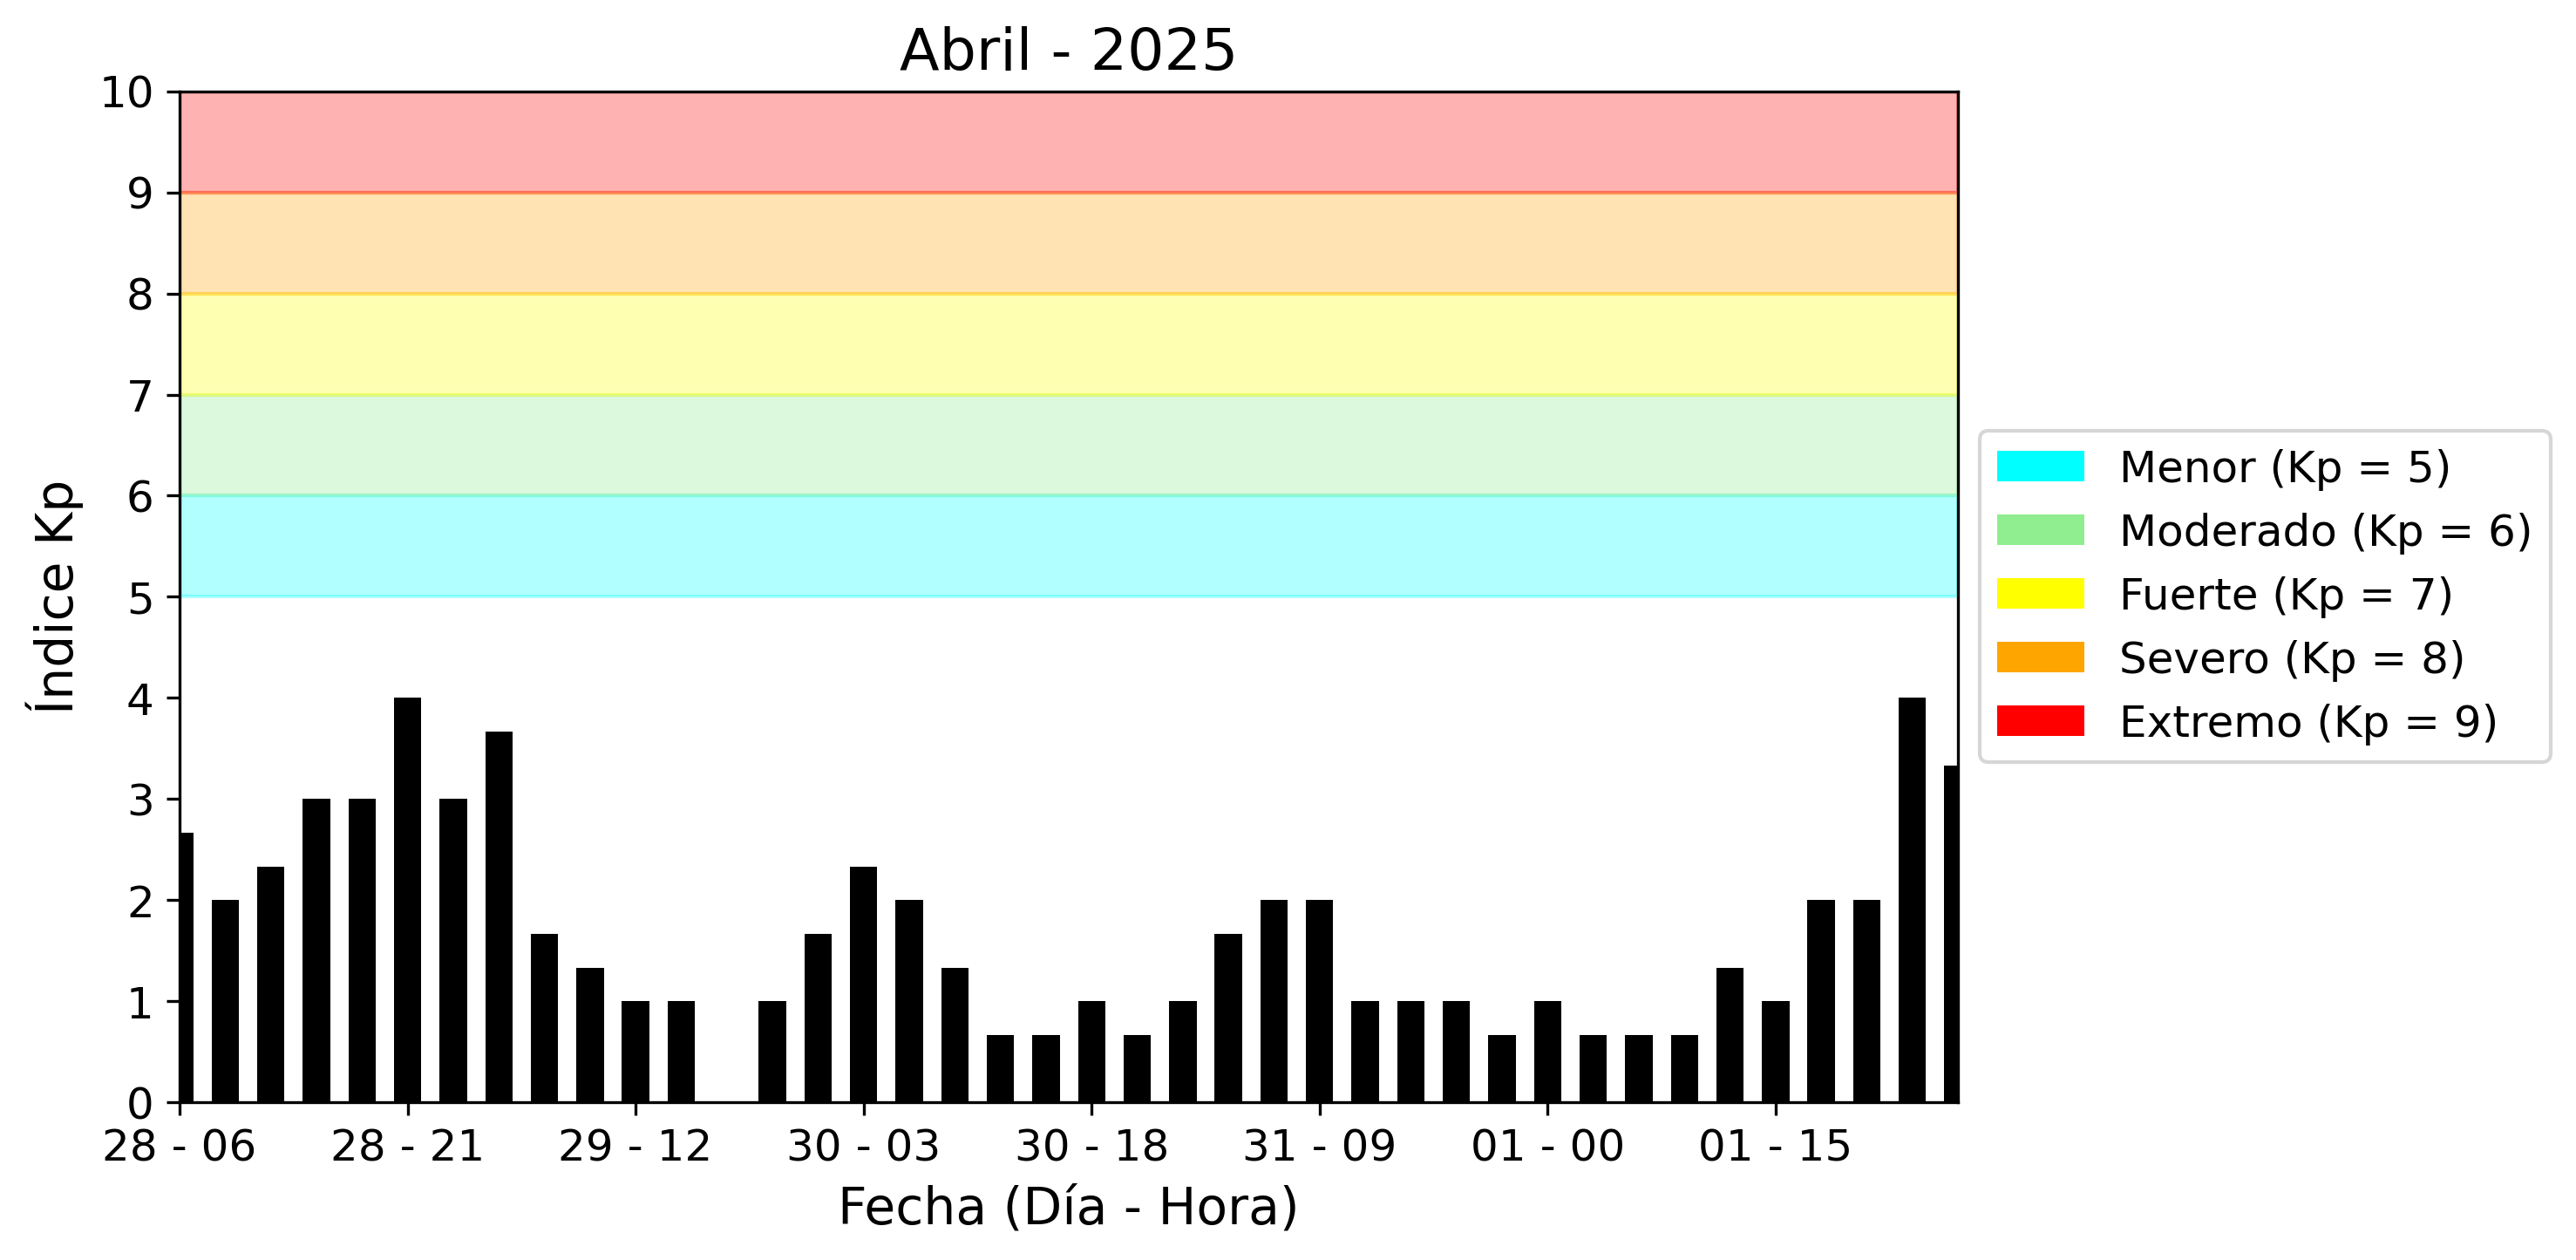 Abril - 2025
10
9
8
7
6
5
4
3
2
1
0
Índice Kp
28 - 06
28 - 21
29 - 12
30 - 03
30 - 18
31 - 09
01 - 00
01 - 15
Fecha (Día - Hora)
Menor (Kp = 5)
Moderado (Kp = 6)
Fuerte (Kp = 7)
Severo (Kp = 8)
Extremo (Kp = 9)